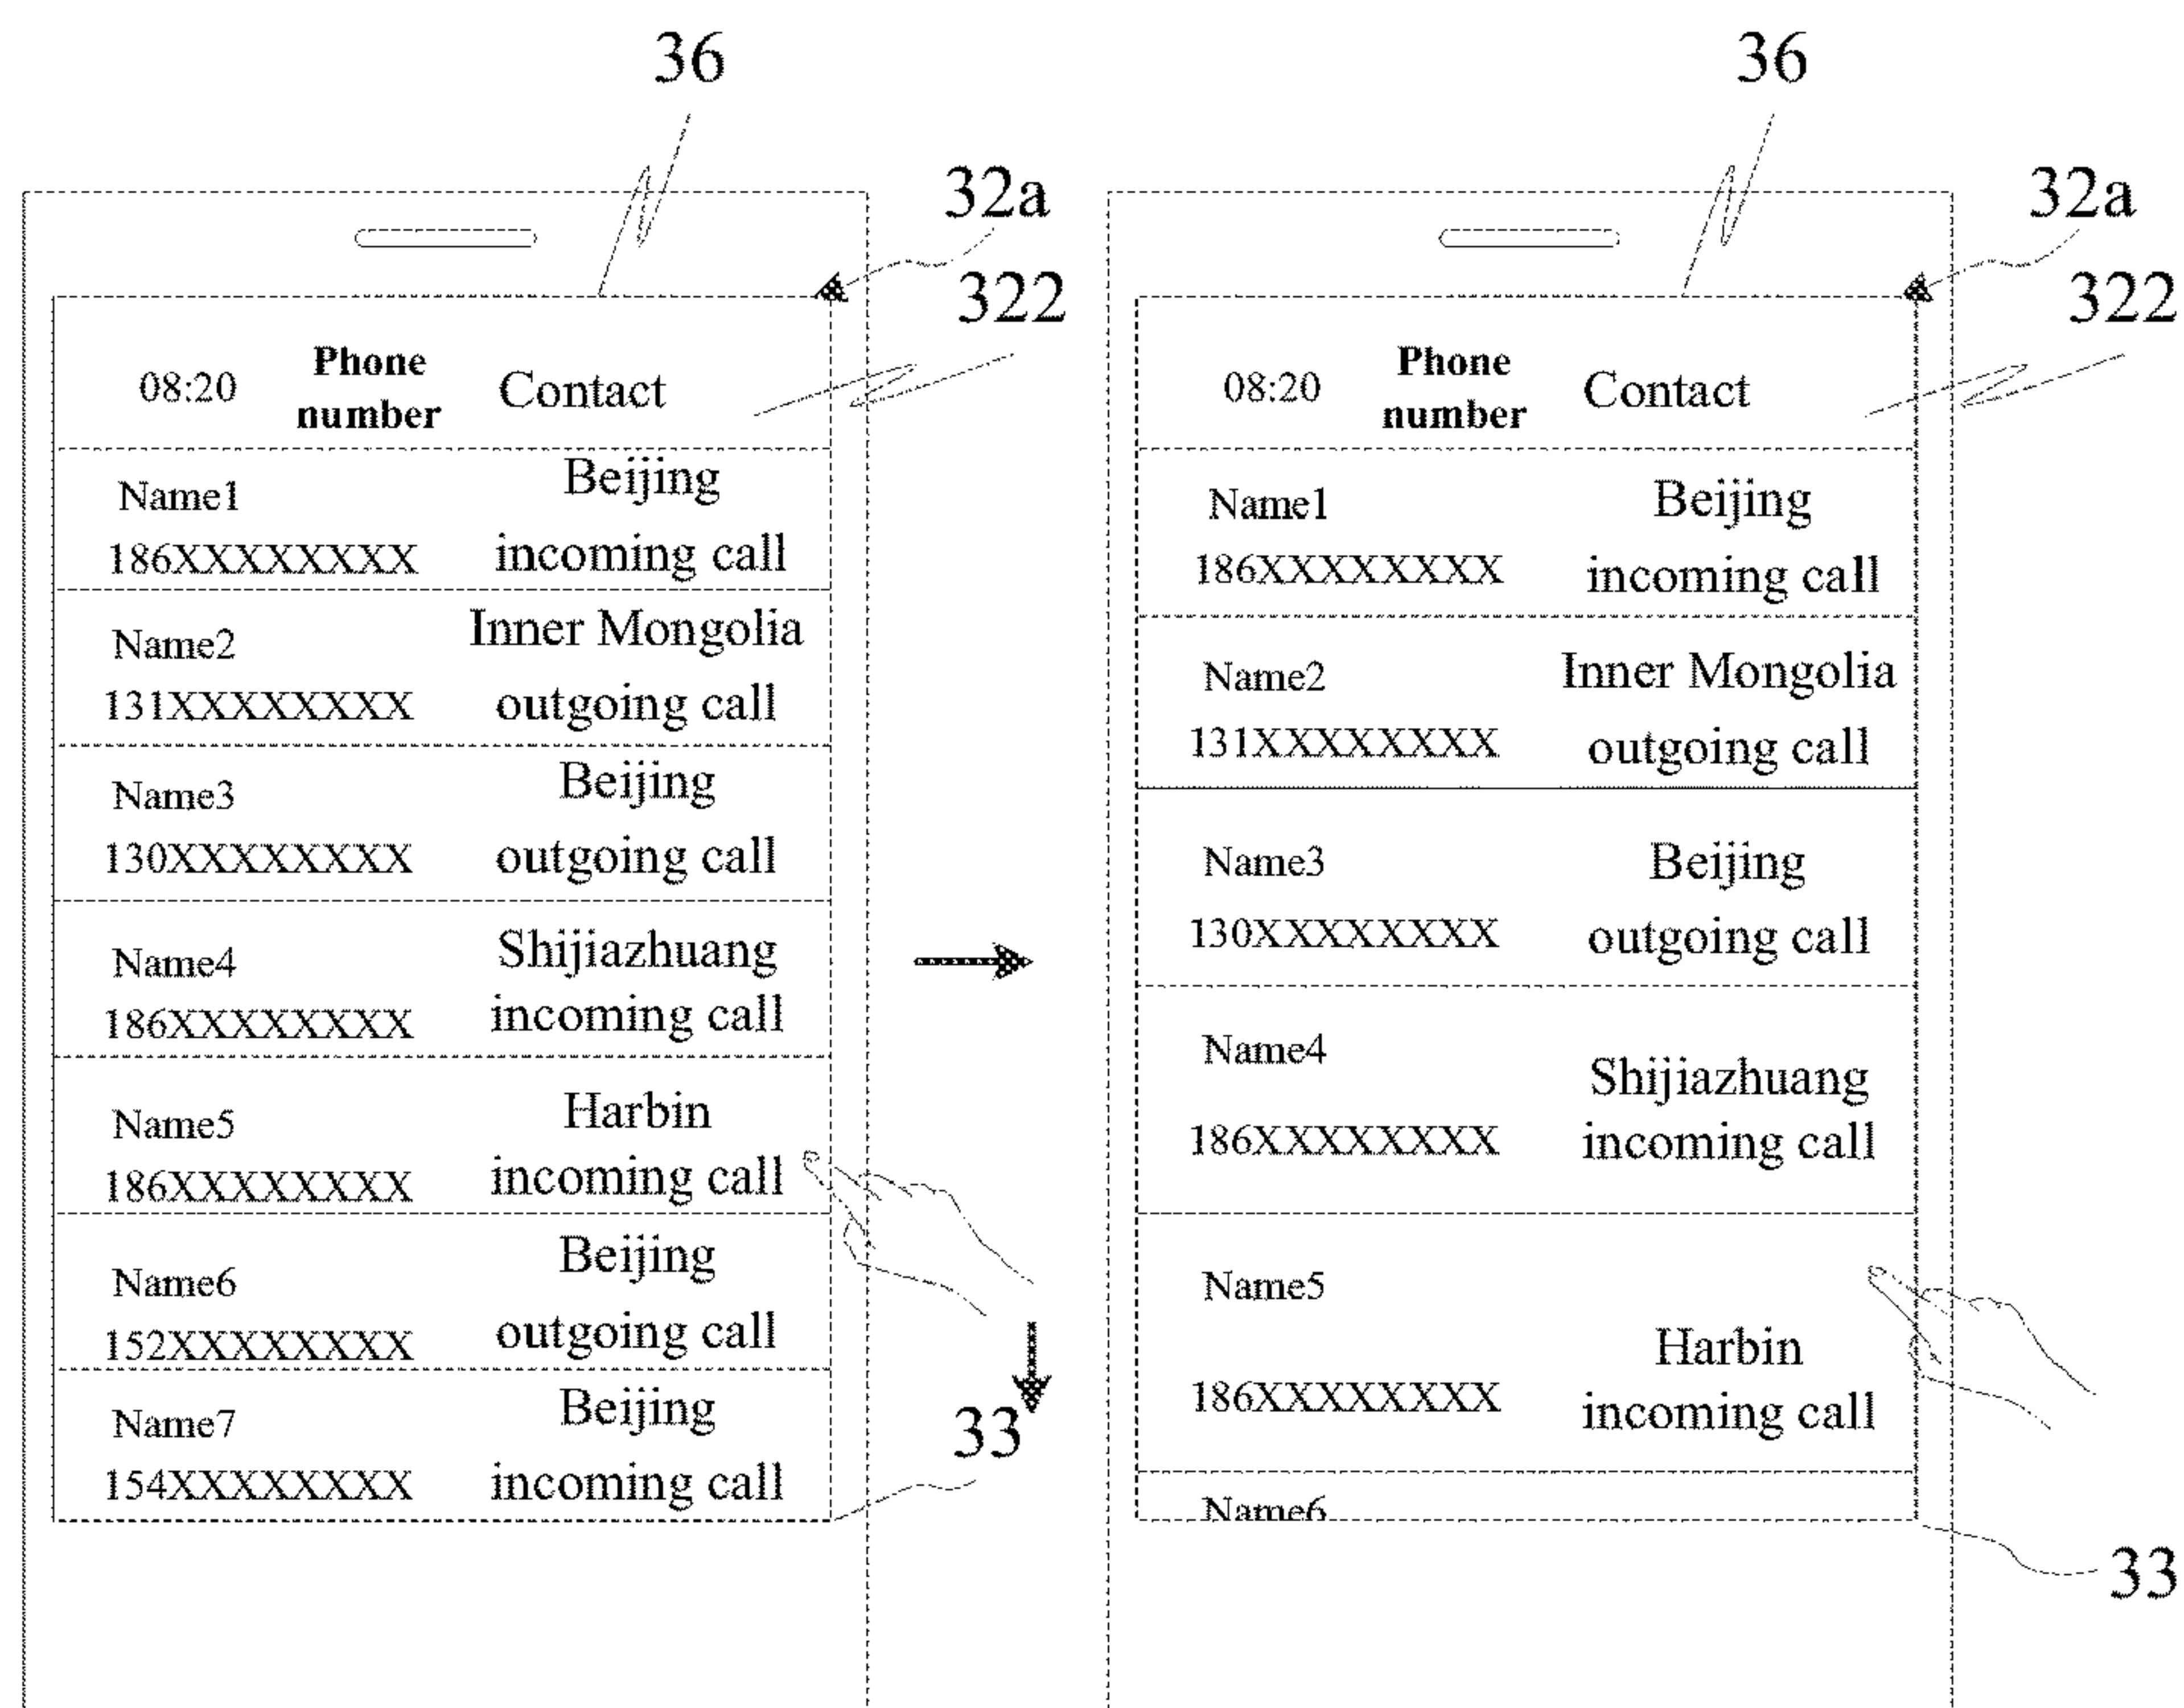 36
32a
322
08:20 Phone number Contact
Name1 Beijing
186XXXXXXXX incoming call
Name2 Inner Mongolia
131XXXXXXXX outgoing call
Name3 Beijing
130XXXXXXXX outgoing call
Name4 Shijiazhuang
186XXXXXXXX incoming call
Name5 Harbin
186XXXXXXXX incoming call
Name6 Beijing
152XXXXXXXX outgoing call
Name7 Beijing
154XXXXXXXX incoming call
33
36
32a
322
08:20 Phone number Contact
Name1 Beijing
186XXXXXXXX incoming call
Name2 Inner Mongolia
131XXXXXXXX outgoing call
Name3 Beijing
130XXXXXXXX outgoing call
Name4 Shijiazhuang
186XXXXXXXX incoming call
Name5 Harbin
186XXXXXXXX incoming call
Name6
33